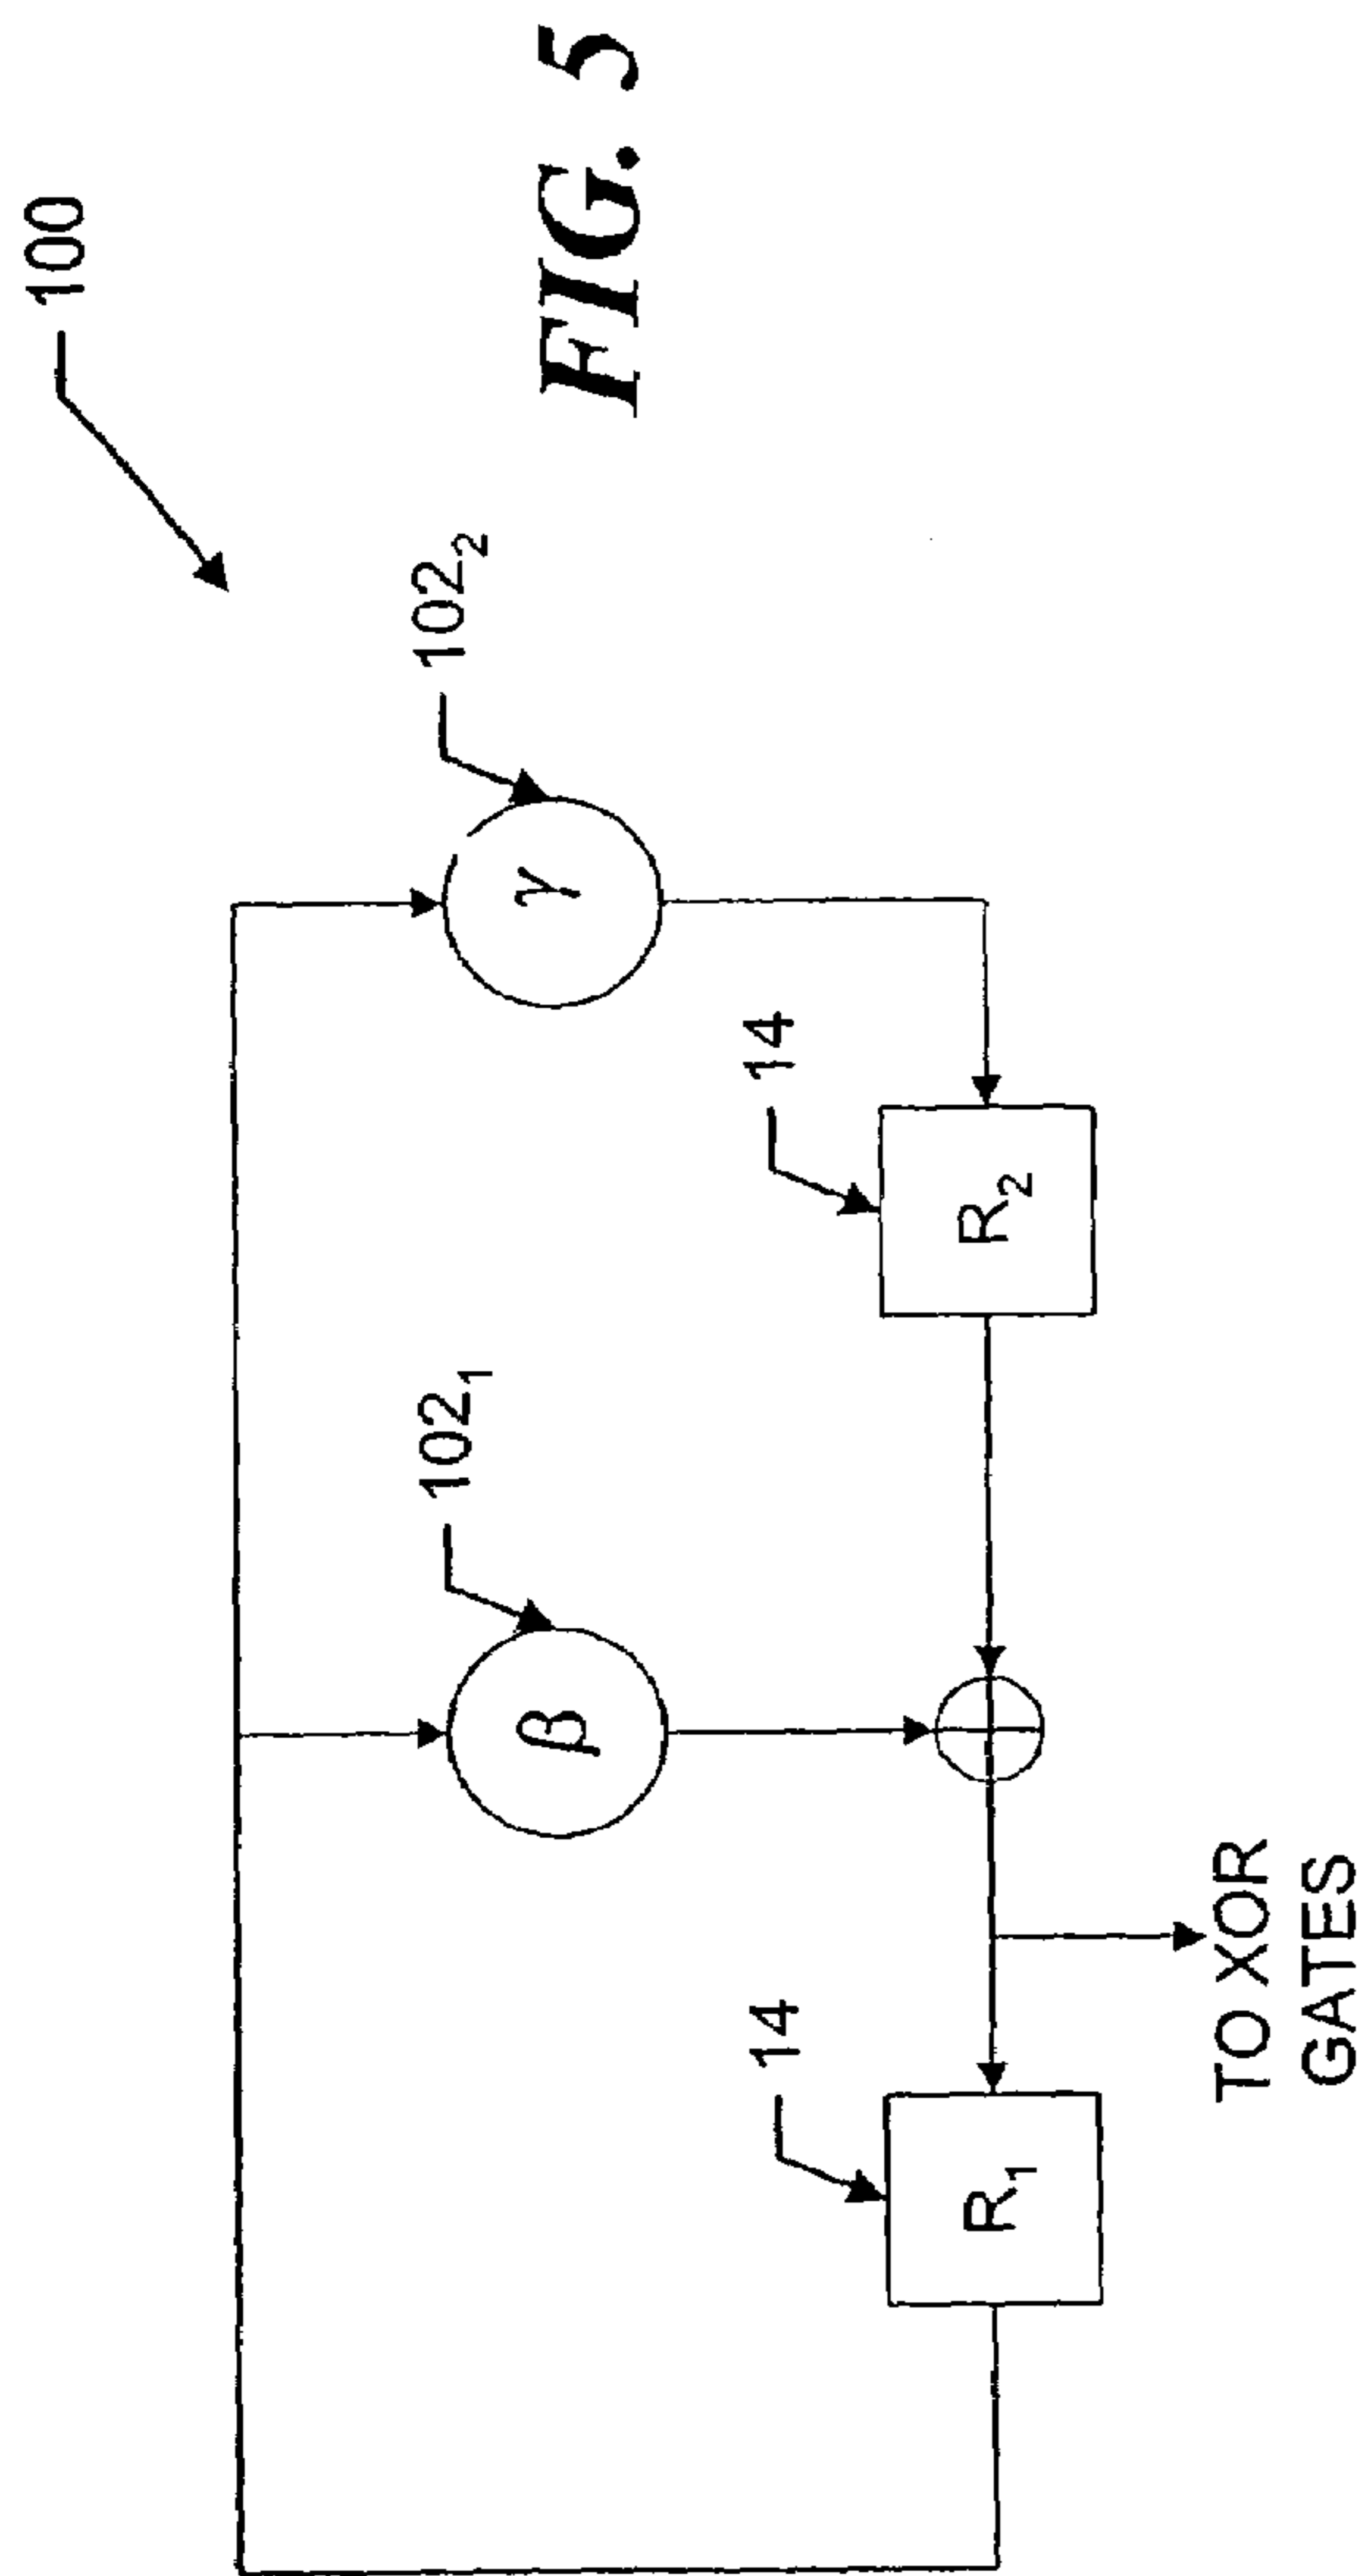 100
102₁
102₂
β
γ
14
14
R₁
R₂
TO XOR
GATES
FIG. 5